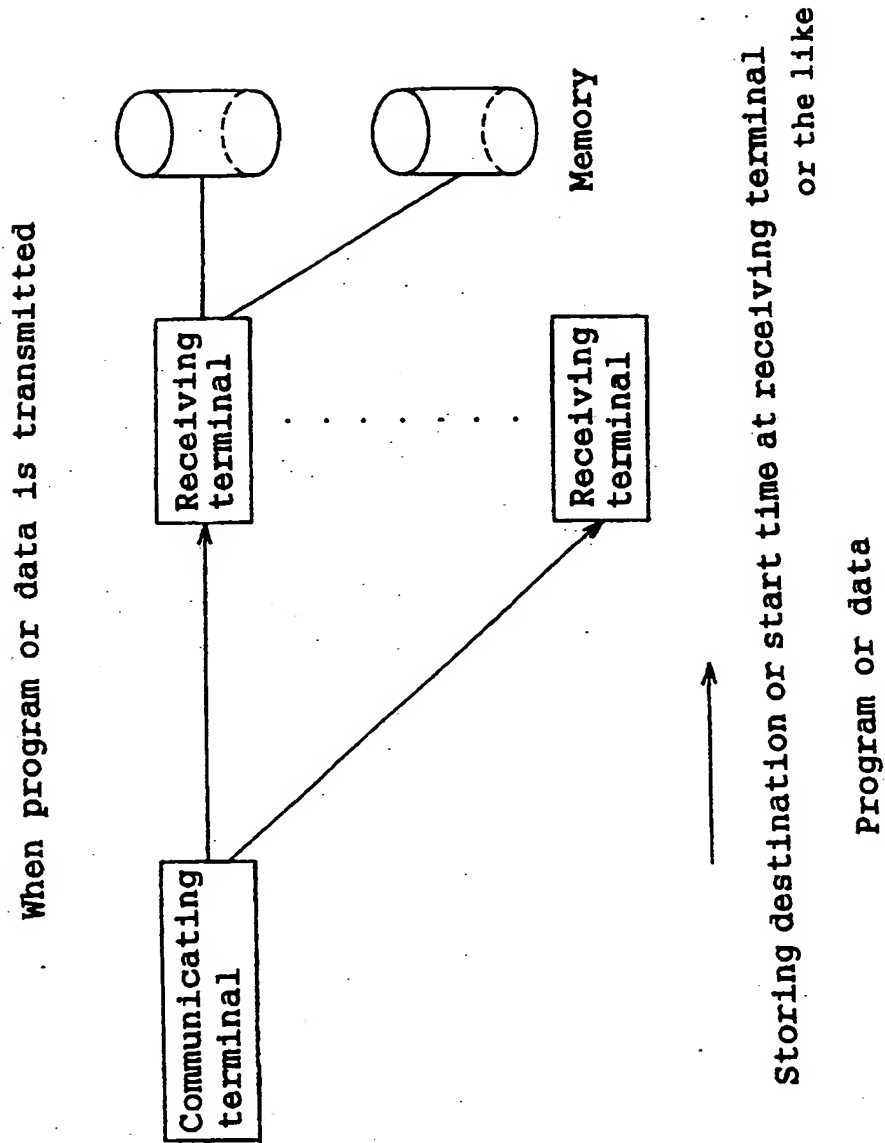 When program or data is transmitted
Communicating
terminal
Receiving
terminal
Receiving
terminal
Memory
Storing destination or start time at receiving terminal
or the like
Program or data